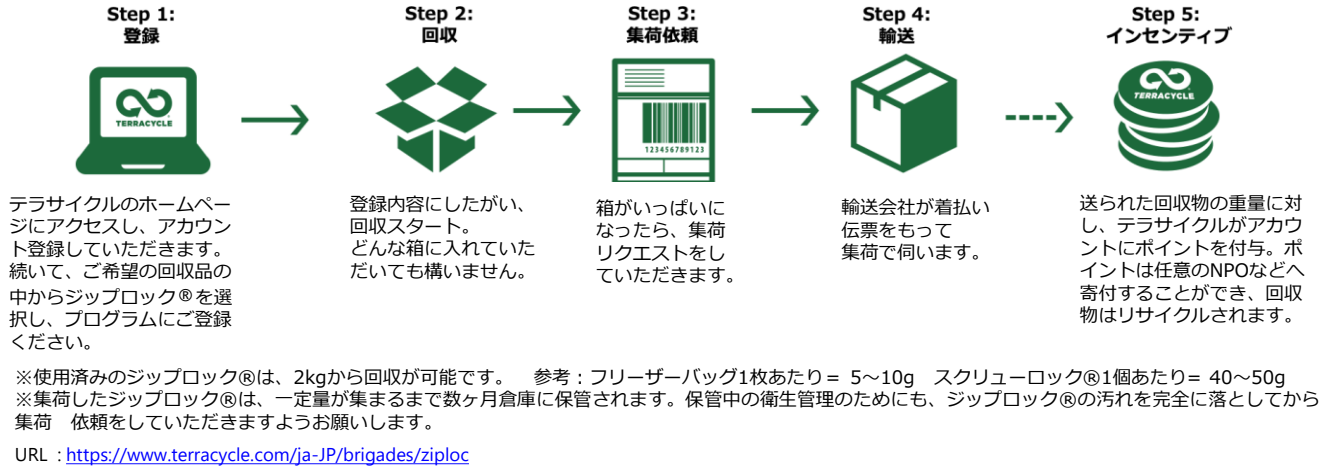 Step 1:
登録
Step 2:
回収
Step 3:
集荷依頼
Step 4:
輸送
Step 5:
インセンティブ
TERRACYCLE
123456789123
TERRACYCLE
テラサイクルのホームペー
ジにアクセスし、アカウン
ト登録していただきます。
続いて、ご希望の回収品の
中からジップロック®を選
択し、プログラムにご登録
ください。
登録内容にしたがい、
回収スタート。
どんな箱に入れていた
だいても構いません。
箱がいっぱいに
なったら、集荷
リクエストをし
ていただきます。
輸送会社が着払い
伝票をもって
集荷で伺います。
送られた回収物の重量に対
し、テラサイクルがアカウ
ントにポイントを付与。ポ
イントは任意のNPOなどへ
寄付することができ、回収
物はリサイクルされます。
※使用済みのジップロック®は、2kgから回収が可能です。　参考：フリーザーバッグ1枚あたり= 5～10g　スクリューロック®1個あたり= 40～50g
※集荷したジップロック®は、一定量が集まるまで数ヶ月倉庫に保管されます。保管中の衛生管理のためにも、ジップロック®の汚れを完全に落としてから
集荷　依頼をしていただきますようお願いします。
URL : https://www.terracycle.com/ja-JP/brigades/ziploc